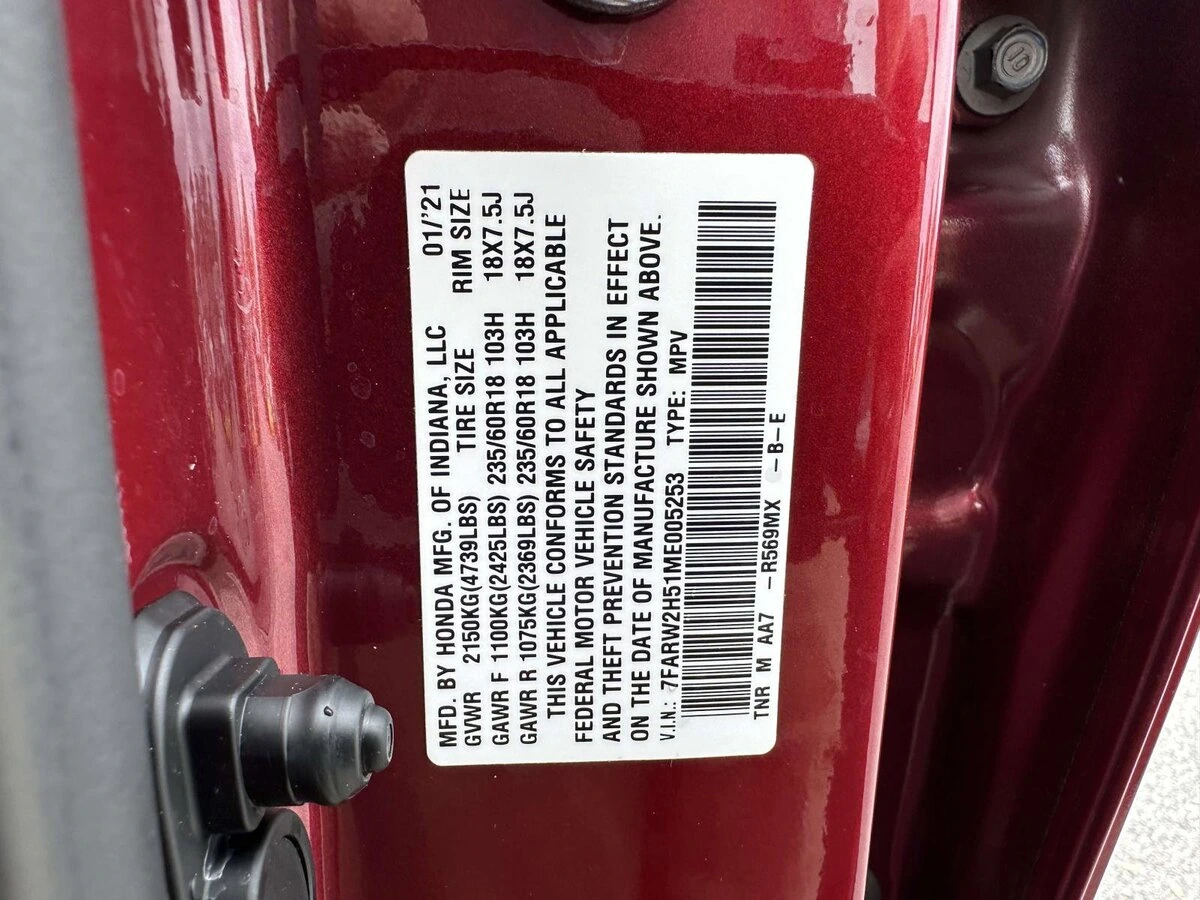 MFD. BY HONDA MFG. OF INDIANA, LLC 01/'21
GVWR 2150KG(4739LBS) TIRE SIZE RIM SIZE
GAWR F 1100KG(2425LBS) 235/60R18 103H 18X7.5J
GAWR R 1075KG(2369LBS) 235/60R18 103H 18X7.5J
THIS VEHICLE CONFORMS TO ALL APPLICABLE
FEDERAL MOTOR VEHICLE SAFETY
AND THEFT PREVENTION STANDARDS IN EFFECT
ON THE DATE OF MANUFACTURE SHOWN ABOVE.
V.I.N.: 7FARW2H51ME005253 TYPE: MPV
TNR M AA7 -R569MX -B-E
10